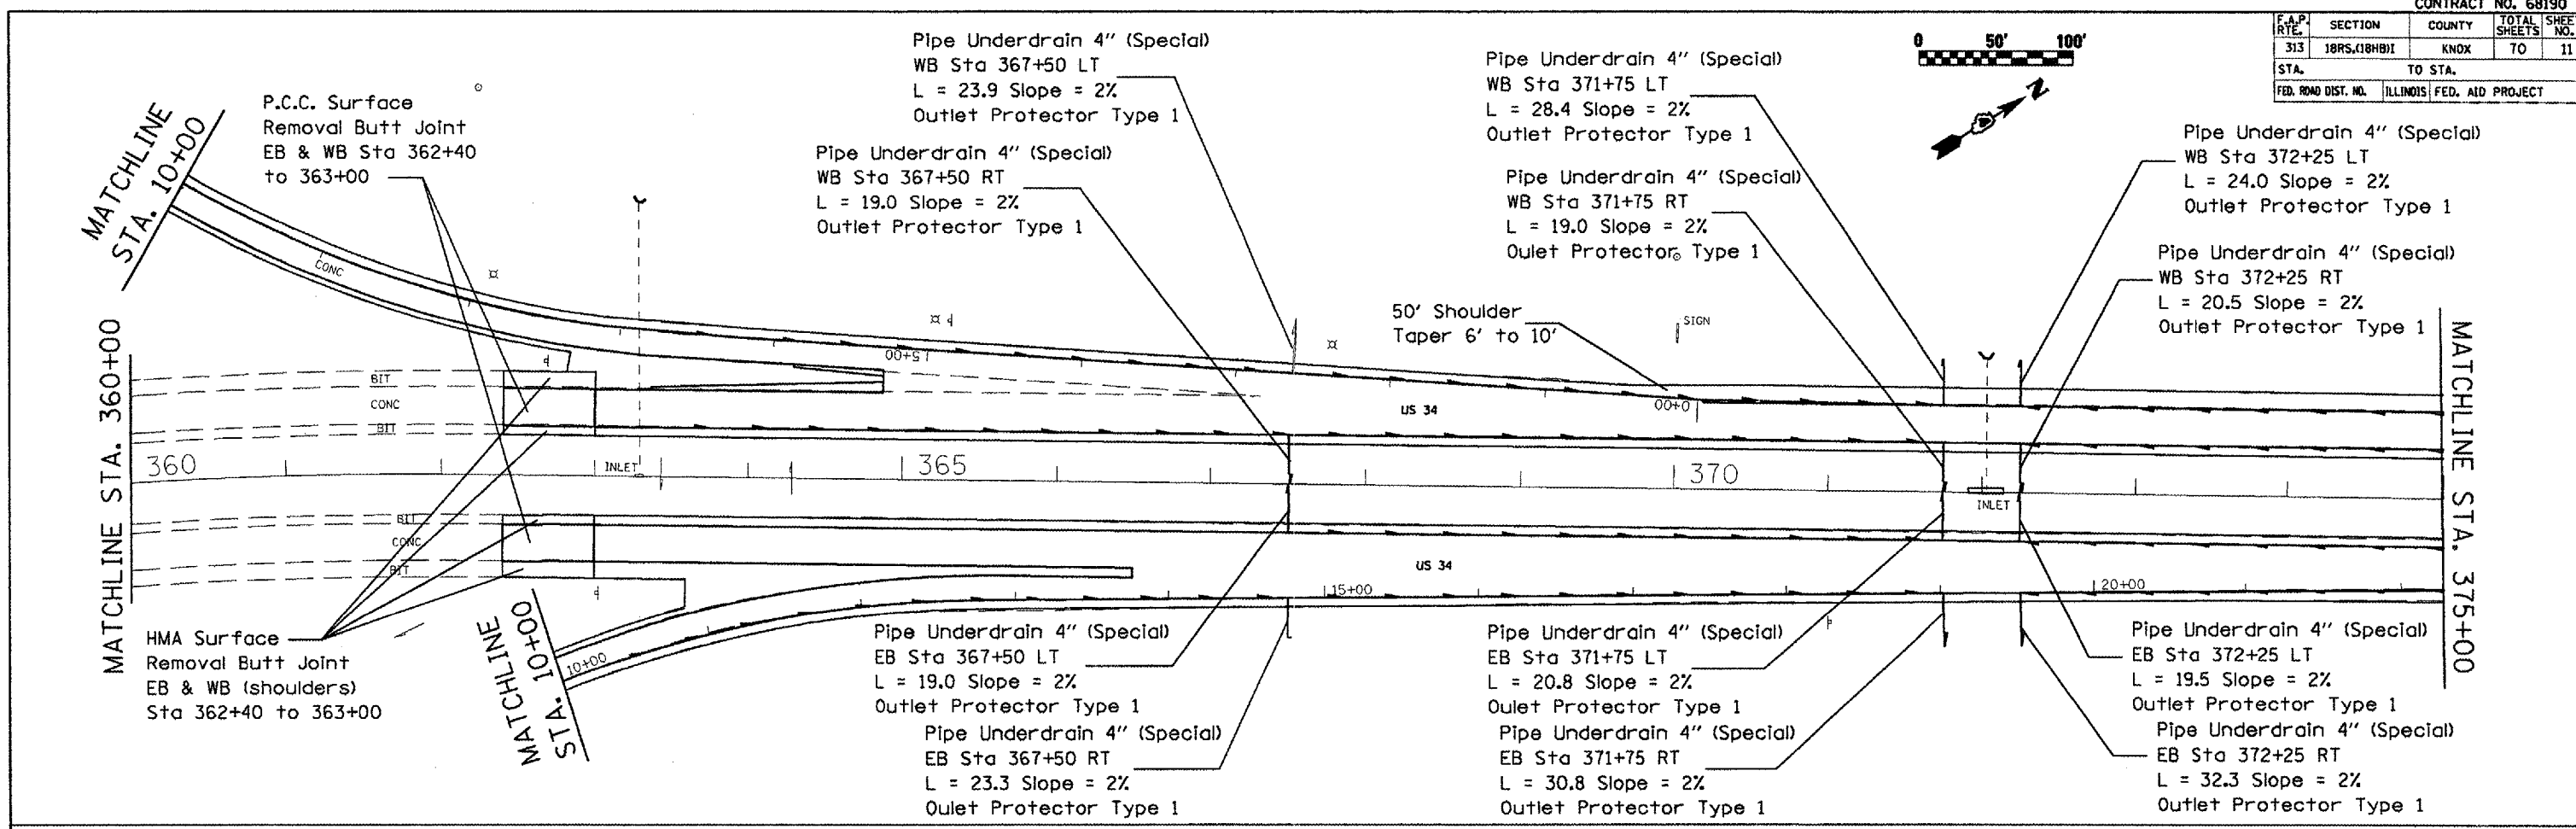 CONTRACT NO. 68190
F.A.P. RTE. SECTION COUNTY TOTAL SHEETS SHEET NO.
313 18RS,(18HB)I KNOX 70 11
STA. TO STA.
FED. ROAD DIST. NO. ILLINOIS FED. AID PROJECT
0 50' 100'
N
MATCHLINE
STA. 10+00
P.C.C. Surface
Removal Butt Joint
EB & WB Sta 362+40
to 363+00
Pipe Underdrain 4" (Special)
WB Sta 367+50 LT
L = 23.9 Slope = 2%
Outlet Protector Type 1
Pipe Underdrain 4" (Special)
WB Sta 367+50 RT
L = 19.0 Slope = 2%
Outlet Protector Type 1
Pipe Underdrain 4" (Special)
WB Sta 371+75 LT
L = 28.4 Slope = 2%
Outlet Protector Type 1
Pipe Underdrain 4" (Special)
WB Sta 371+75 RT
L = 19.0 Slope = 2%
Oulet Protector Type 1
Pipe Underdrain 4" (Special)
WB Sta 372+25 LT
L = 24.0 Slope = 2%
Outlet Protector Type 1
Pipe Underdrain 4" (Special)
WB Sta 372+25 RT
L = 20.5 Slope = 2%
Outlet Protector Type 1
50' Shoulder
Taper 6' to 10'
SIGN
CONC
15+00
0+00
US 34
MATCHLINE STA. 360+00
BIT
CONC
BIT
360
INLET
365
370
INLET
BIT
CONC
BIT
US 34
15+00
20+00
10+00
MATCHLINE STA. 375+00
HMA Surface
Removal Butt Joint
EB & WB (shoulders)
Sta 362+40 to 363+00
MATCHLINE
STA. 10+00
Pipe Underdrain 4" (Special)
EB Sta 367+50 LT
L = 19.0 Slope = 2%
Outlet Protector Type 1
Pipe Underdrain 4" (Special)
EB Sta 367+50 RT
L = 23.3 Slope = 2%
Oulet Protector Type 1
Pipe Underdrain 4" (Special)
EB Sta 371+75 LT
L = 20.8 Slope = 2%
Oulet Protector Type 1
Pipe Underdrain 4" (Special)
EB Sta 371+75 RT
L = 30.8 Slope = 2%
Outlet Protector Type 1
Pipe Underdrain 4" (Special)
EB Sta 372+25 LT
L = 19.5 Slope = 2%
Outlet Protector Type 1
Pipe Underdrain 4" (Special)
EB Sta 372+25 RT
L = 32.3 Slope = 2%
Outlet Protector Type 1